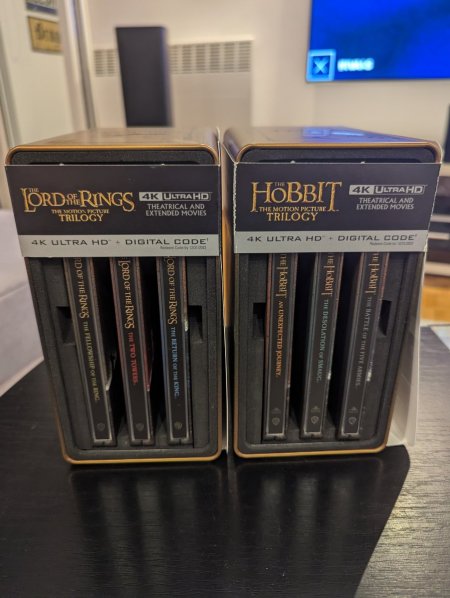 THE
LORD OF THE RINGS
THE MOTION PICTURE
TRILOGY
4K ULTRA HD
THEATRICAL AND
EXTENDED MOVIES
4K ULTRA HD + DIGITAL CODE
LORD OF THE RINGS
THE FELLOWSHIP OF THE RING
LORD OF THE RINGS
THE TWO TOWERS
LORD OF THE RINGS
THE RETURN OF THE KING
THE
HOBBIT
THE MOTION PICTURE
TRILOGY
4K ULTRA HD
THEATRICAL AND
EXTENDED MOVIES
4K ULTRA HD + DIGITAL CODE
THE HOBBIT
AN UNEXPECTED JOURNEY
THE HOBBIT
THE DESOLATION OF SMAUG
THE HOBBIT
THE BATTLE OF THE FIVE ARMIES